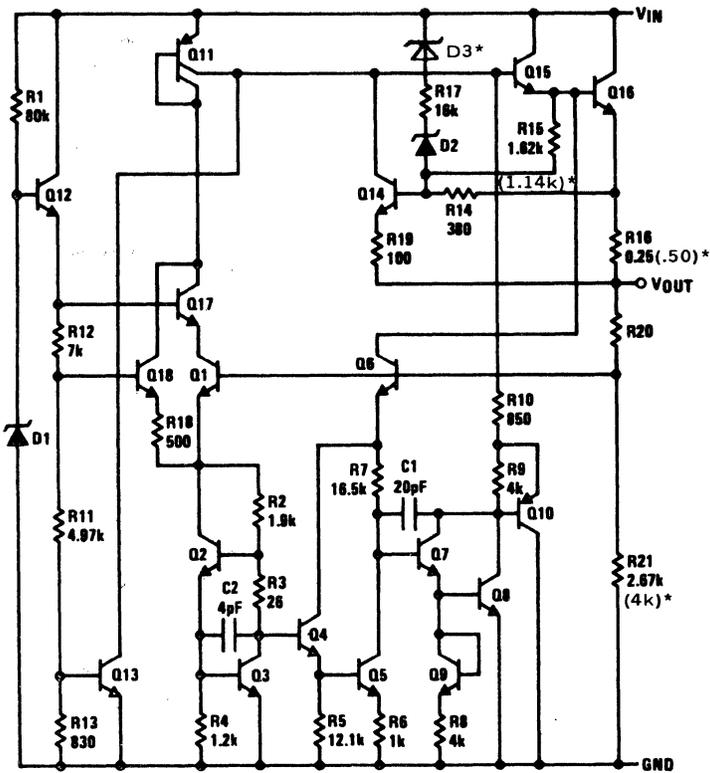 VIN
Q11
D3*
Q15
R1
80k
R17
16k
Q16
R15
1.62k
D2
Q12
Q14
(1.14k)*
R14
380
R19
100
R16
0.25(.50)*
VOUT
Q17
R12
7k
Q6
R20
Q18
Q1
R18
500
R10
850
D1
R7
16.5k
C1
20pF
R9
4k
R2
1.9k
Q10
R11
4.97k
Q2
Q7
R3
26
R21
2.67k
(4k)*
C2
4pF
Q8
Q4
Q13
Q3
Q5
Q9
R13
830
R4
1.2k
R5
12.1k
R6
1k
R8
4k
GND